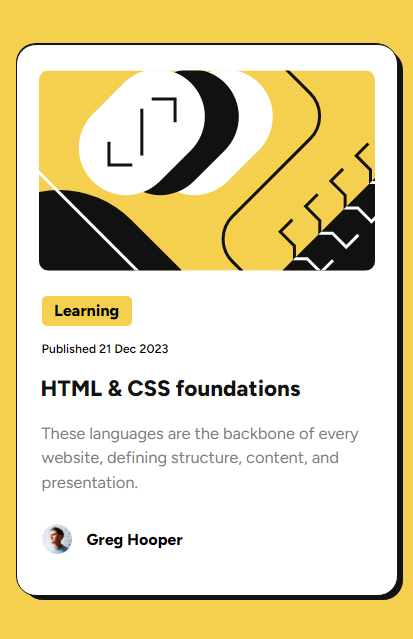 Learning
Published 21 Dec 2023
HTML & CSS foundations
These languages are the backbone of every
website, defining structure, content, and
presentation.
Greg Hooper